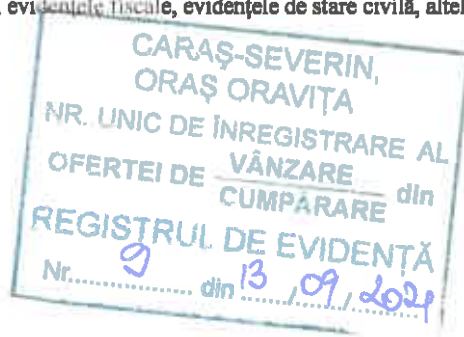 evidențele fiscale, evidențele de stare civilă, altel
CARAȘ-SEVERIN,
ORAȘ ORAVIȚA
NR. UNIC DE ÎNREGISTRARE AL
OFERTEI DE VÂNZARE din
CUMPĂRARE
REGISTRUL DE EVIDENȚĂ
Nr. 9 din 13 / 09 / 2021